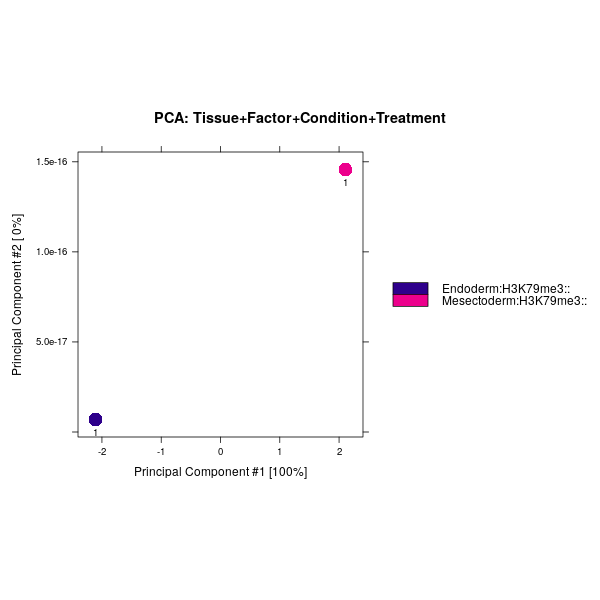 PCA: Tissue+Factor+Condition+Treatment
1.5e-16
1.0e-16
5.0e-17
Principal Component #2 [ 0%]
1
1
-2
-1
0
1
2
Principal Component #1 [100%]
Endoderm:H3K79me3::
Mesectoderm:H3K79me3::